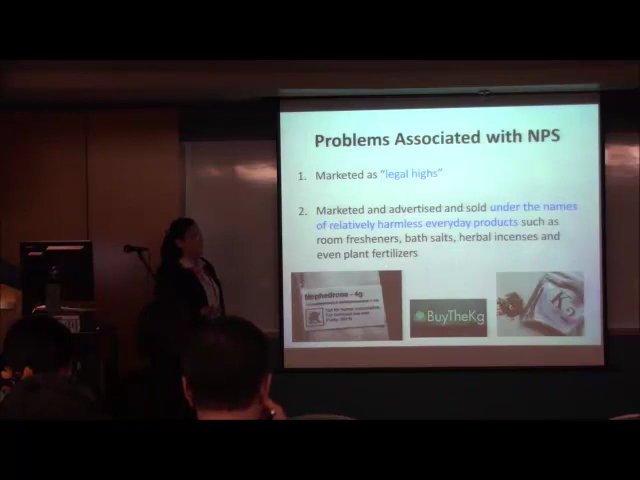 Problems Associated with NPS
1. Marketed as “legal highs”
2. Marketed and advertised and sold under the names
of relatively harmless everyday products such as
room fresheners, bath salts, herbal incenses and
even plant fertilizers
Mephedrone - 4g
BuyTheKg
K2